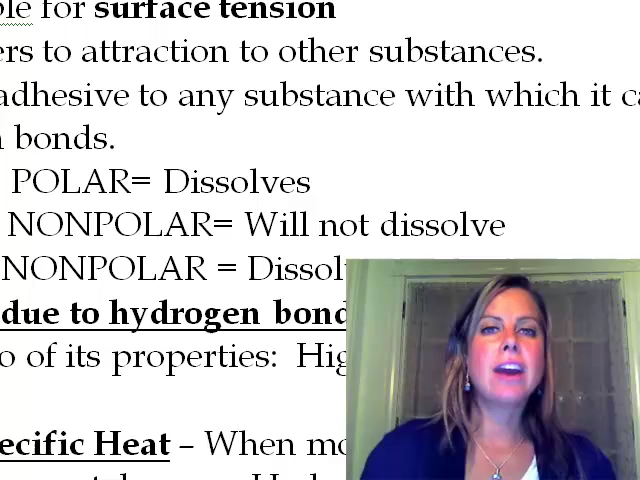 ble for surface tension
ers to attraction to other substances.
adhesive to any substance with which it ca
n bonds.
POLAR= Dissolves
NONPOLAR= Will not dissolve
NONPOLAR = Dissol
due to hydrogen bond
o of its properties: Hig
ecific Heat – When mo